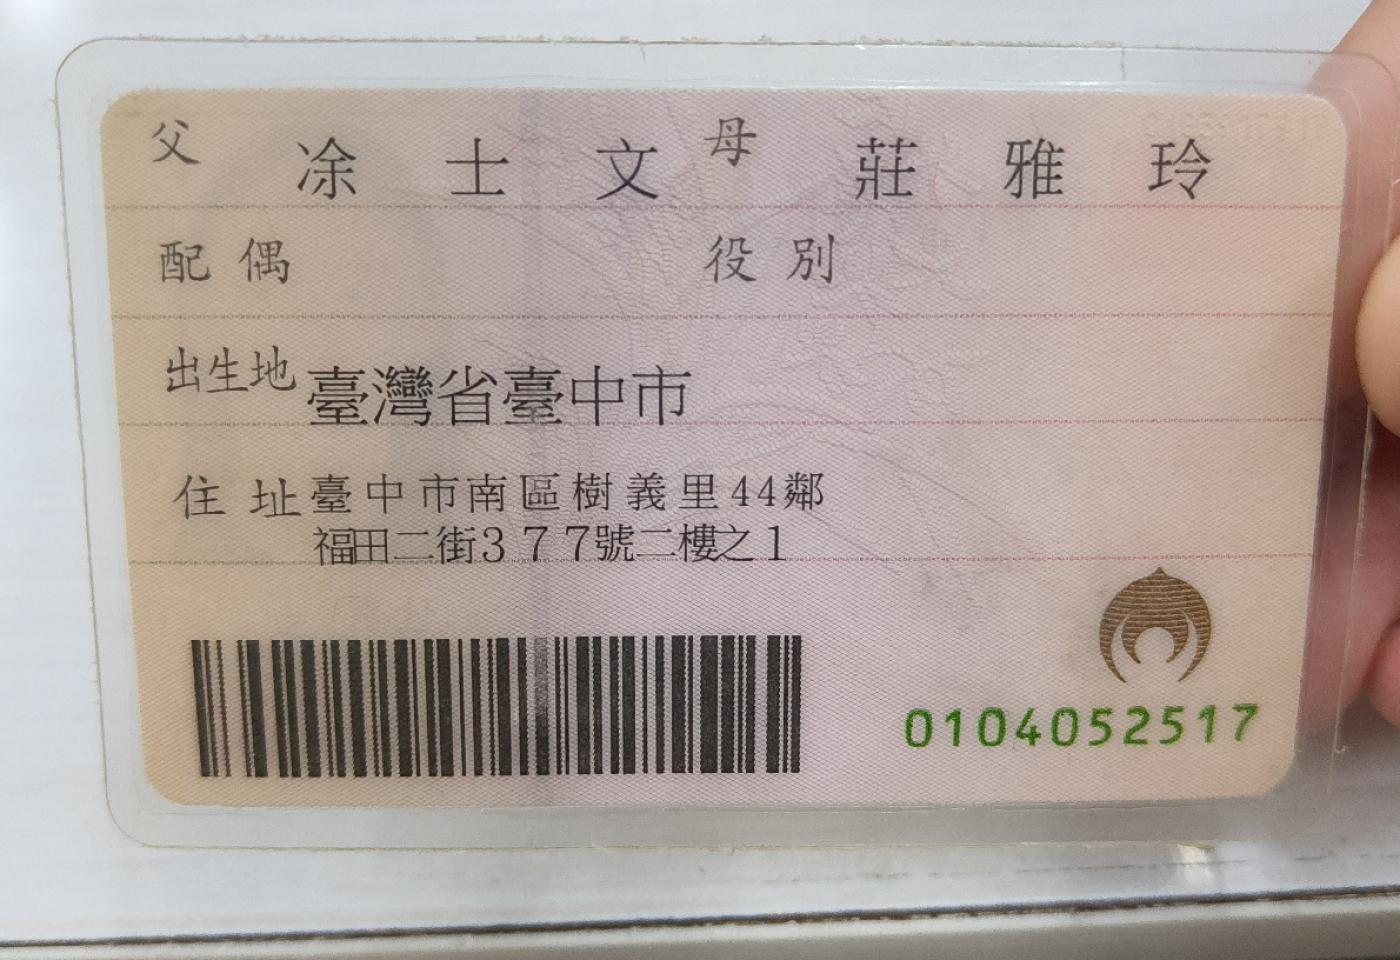 父 凃士文 母 莊雅玲
配偶 役別
出生地 臺灣省臺中市
住址 臺中市南區樹義里44鄰
福田二街377號二樓之1
0104052517